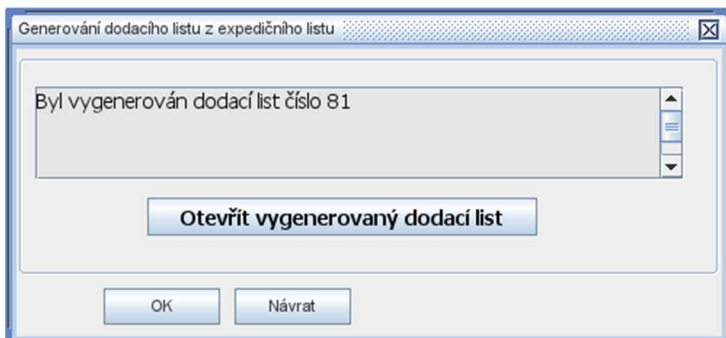 Generování dodacího listu z expedičního listu
Byl vygenerován dodací list číslo 81
Otevřít vygenerovaný dodací list
OK
Návrat